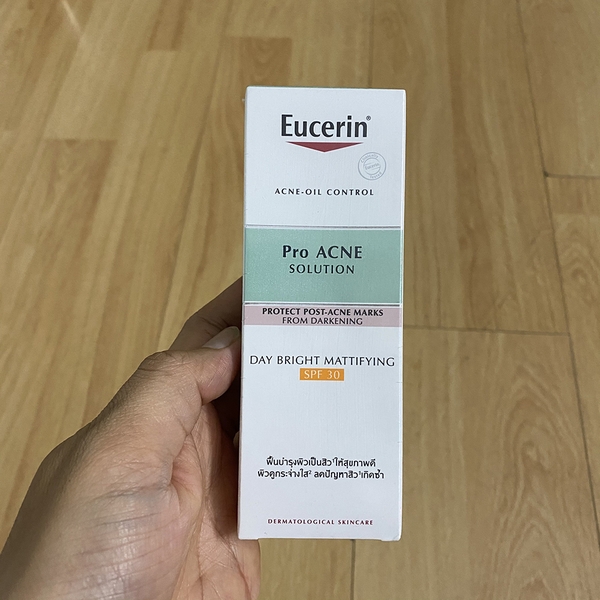 Eucerin®
ACNE-OIL CONTROL
Pro ACNE
SOLUTION
PROTECT POST-ACNE MARKS
FROM DARKENING
DAY BRIGHT MATTIFYING
SPF 30
ฟื้นบำรุงผิวเป็นสิว¹ให้สุขภาพดี
ผิวดูกระจ่างใส² ลดปัญหาสิว¹เกิดซ้ำ
DERMATOLOGICAL SKINCARE